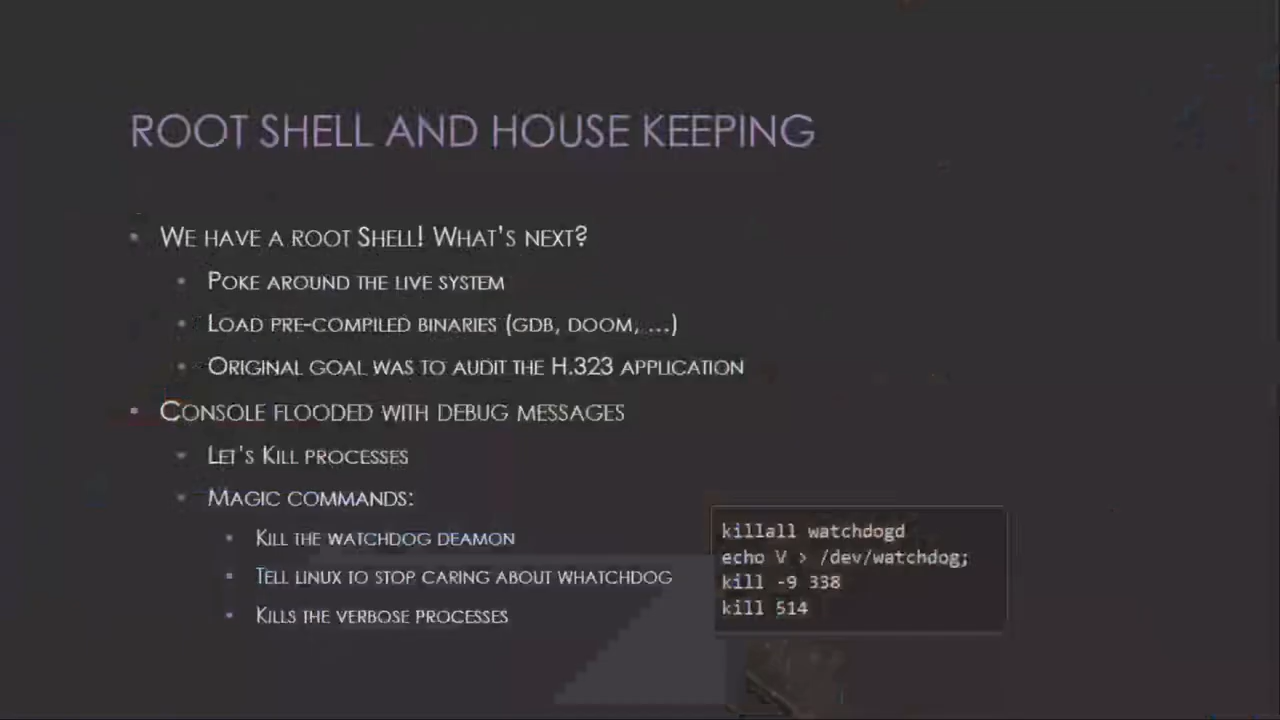 ROOT SHELL AND HOUSE KEEPING
WE HAVE A ROOT SHELL! WHAT'S NEXT?
POKE AROUND THE LIVE SYSTEM
LOAD PRE-COMPILED BINARIES (GDB, DOOM, ...)
ORIGINAL GOAL WAS TO AUDIT THE H.323 APPLICATION
CONSOLE FLOODED WITH DEBUG MESSAGES
LET'S KILL PROCESSES
MAGIC COMMANDS:
KILL THE WATCHDOG DEAMON
TELL LINUX TO STOP CARING ABOUT WHATCHDOG
KILLS THE VERBOSE PROCESSES
killall watchdogd
echo V > /dev/watchdog;
kill -9 338
kill 514